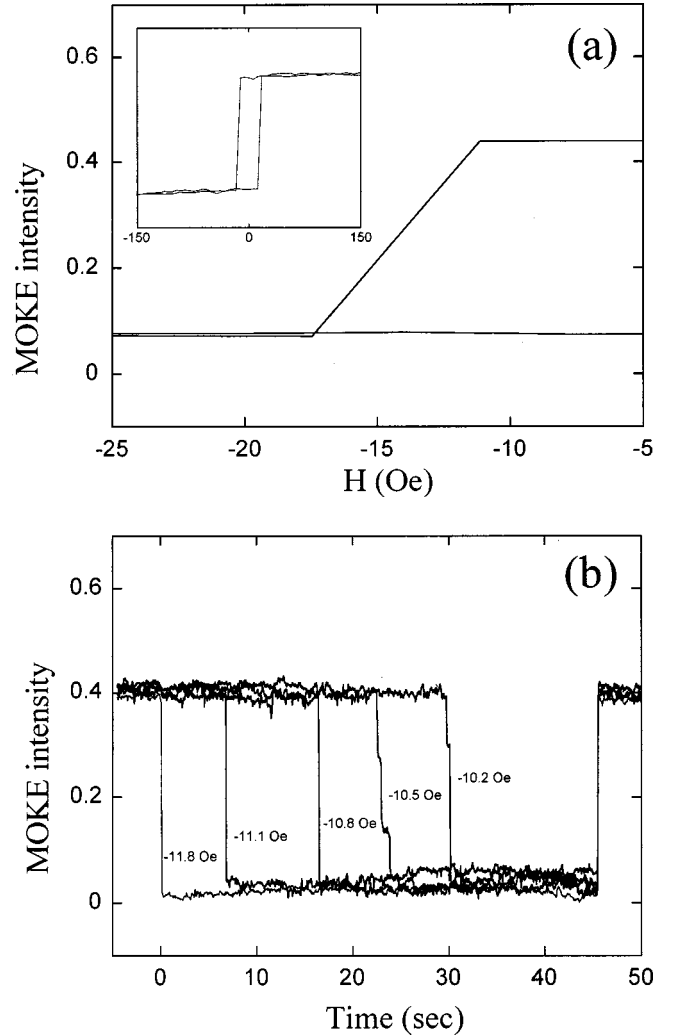 (a)
0.6
0.4
0.2
0
MOKE intensity
-150 0 150
-25 -20 -15 -10 -5
H (Oe)
(b)
0.6
0.4
0.2
0
MOKE intensity
-11.8 Oe
-11.1 Oe
-10.8 Oe
-10.5 Oe
-10.2 Oe
0 10 20 30 40 50
Time (sec)